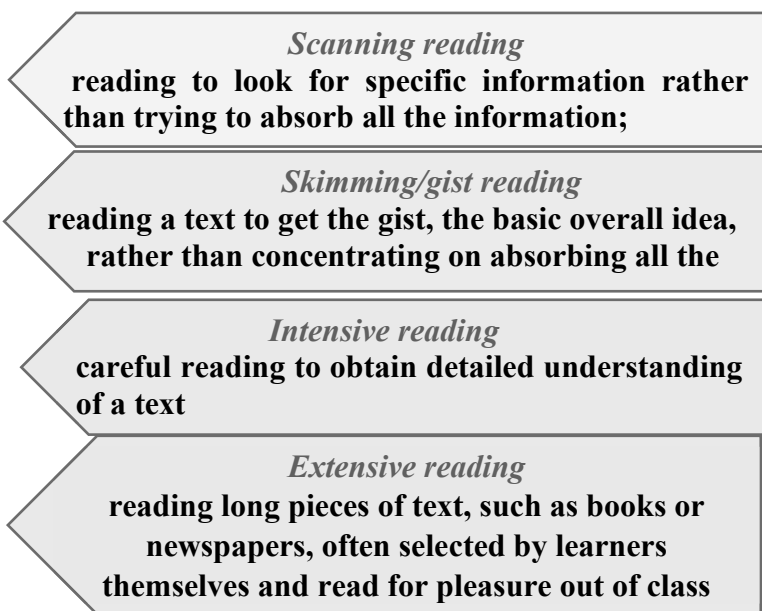 Scanning reading
reading to look for specific information rather
than trying to absorb all the information;
Skimming/gist reading
reading a text to get the gist, the basic overall idea,
rather than concentrating on absorbing all the
Intensive reading
careful reading to obtain detailed understanding
of a text
Extensive reading
reading long pieces of text, such as books or
newspapers, often selected by learners
themselves and read for pleasure out of class